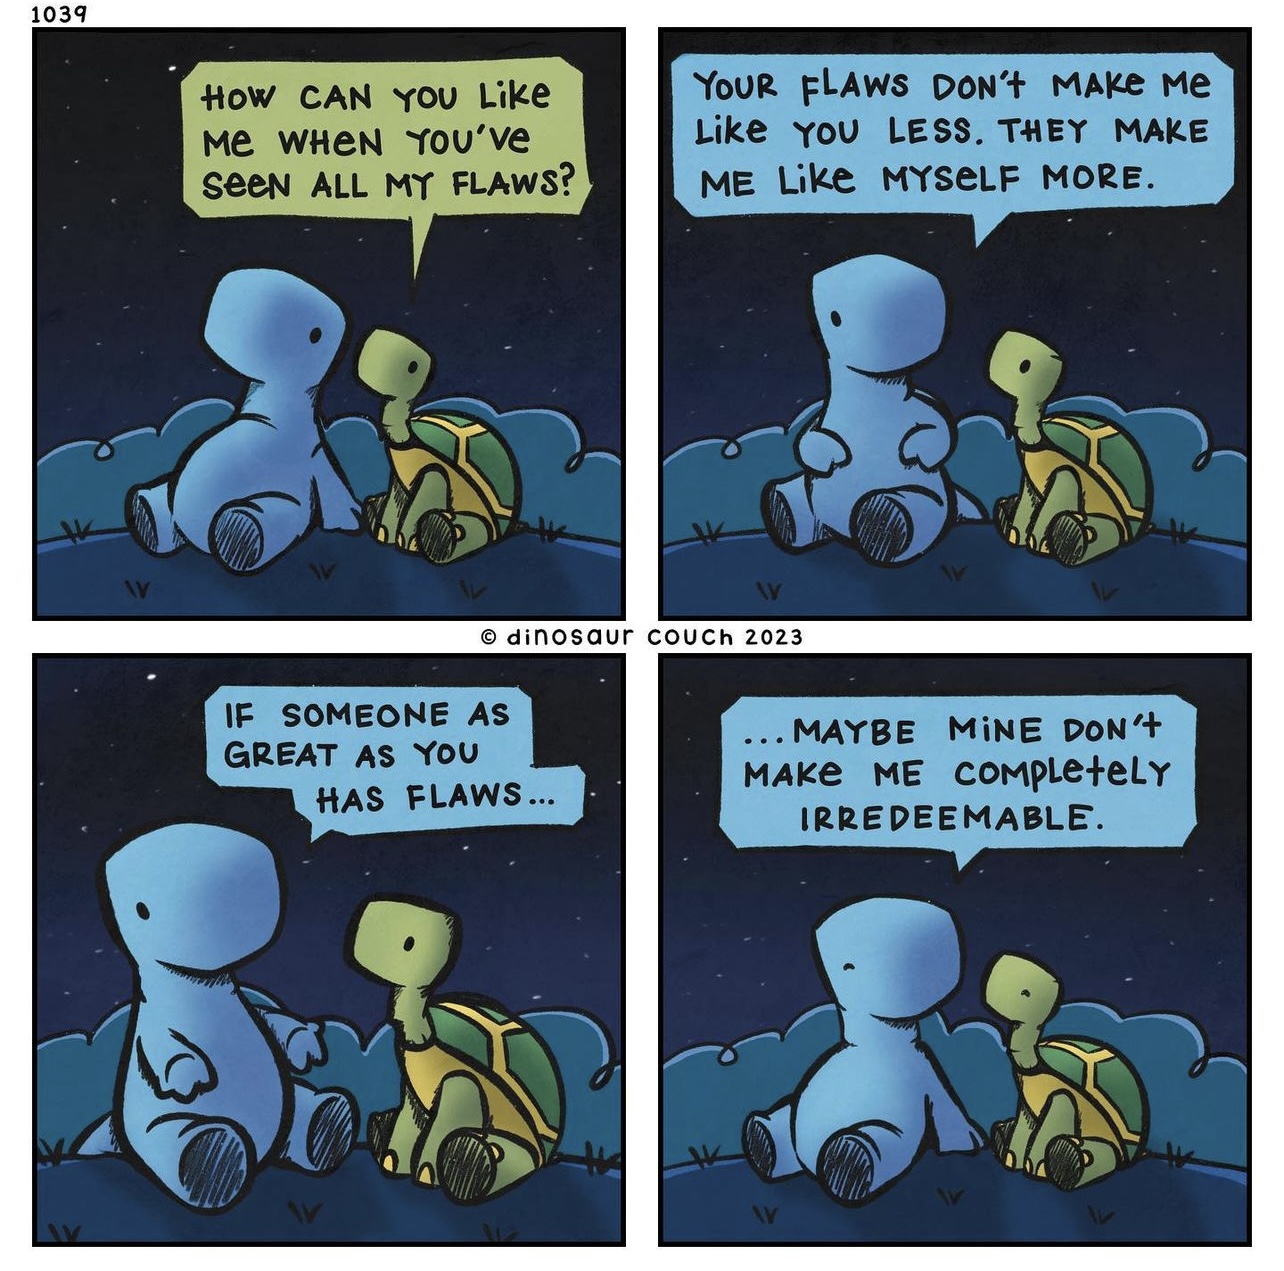 1039
HOW CAN YOU LIKE
ME WHEN YOU'VE
SEEN ALL MY FLAWS?
YOUR FLAWS DON'T MAKE ME
LIKE YOU LESS. THEY MAKE
ME LIKE MYSELF MORE.
© dinosaur couch 2023
IF SOMEONE AS
GREAT AS YOU
HAS FLAWS...
...MAYBE MINE DON'T
MAKE ME COMPLETELY
IRREDEEMABLE.